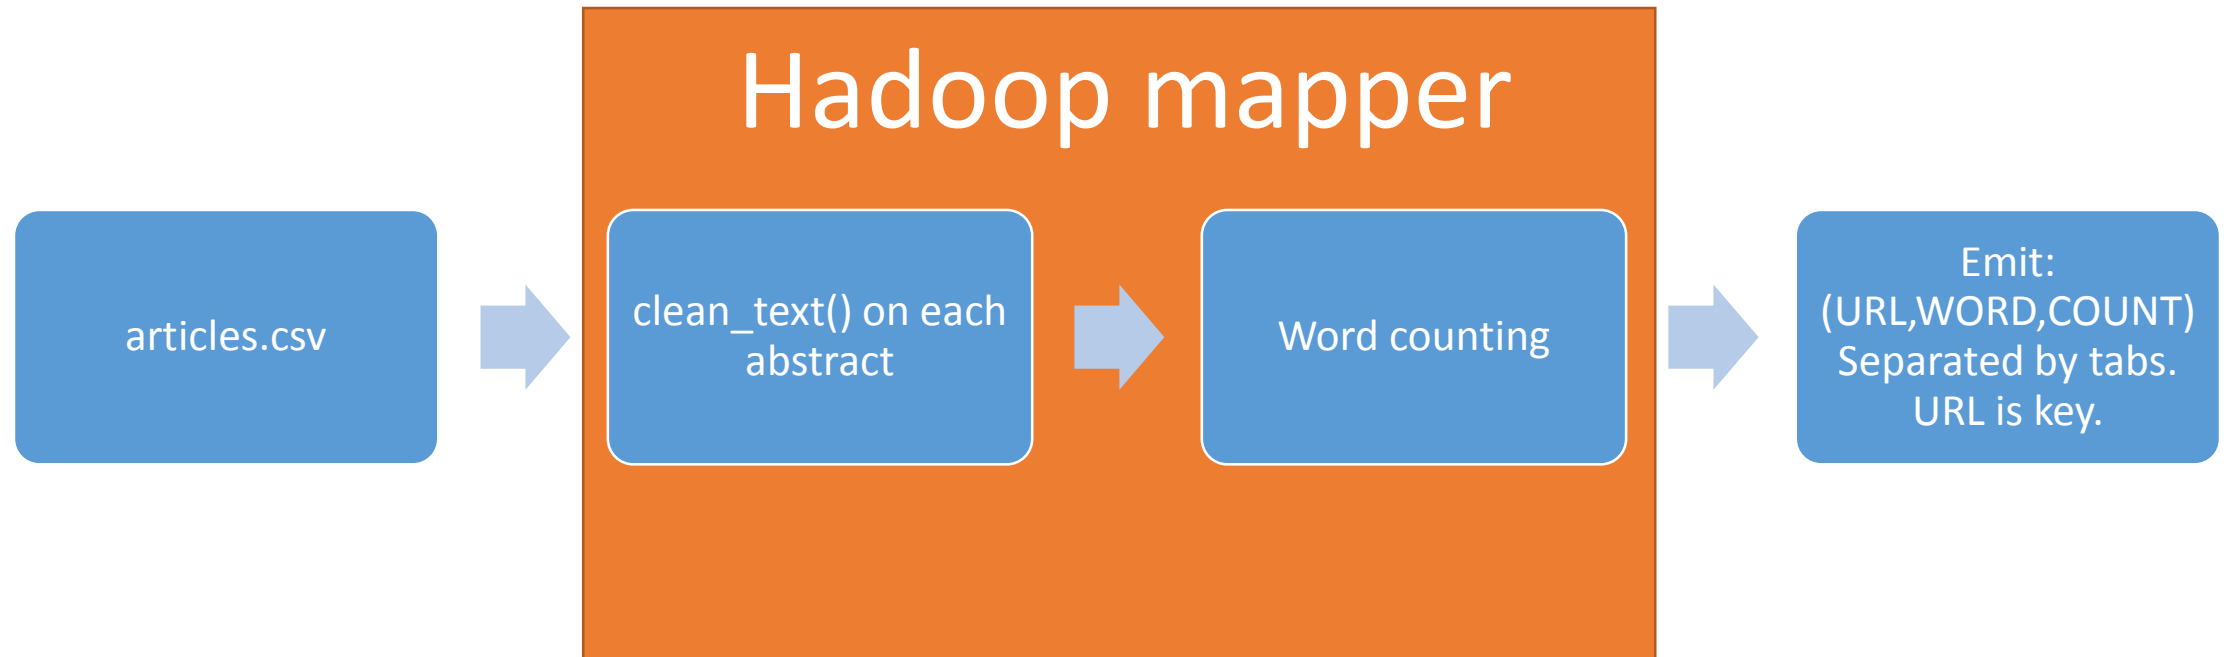 Hadoop mapper
articles.csv
clean_text() on each
abstract
Word counting
Emit:
(URL,WORD,COUNT)
Separated by tabs.
URL is key.